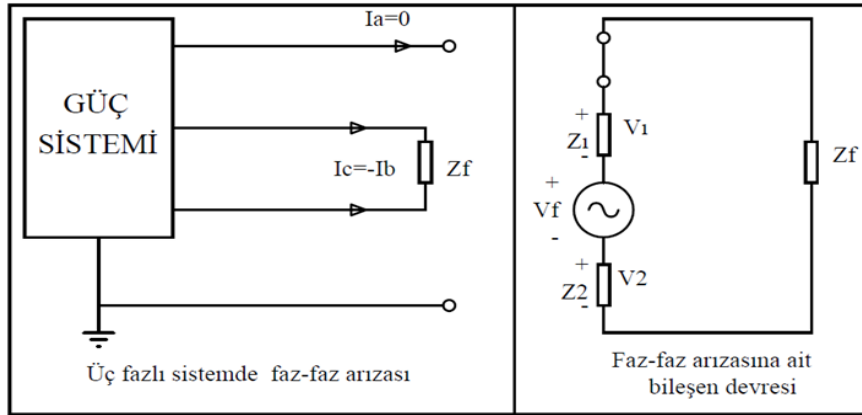 Ia=0
GÜÇ
SİSTEMİ
Ic=-Ib
Zf
Üç fazlı sistemde faz-faz arızası
+
V1
Z1
-
+
Vf
-
+
V2
Z2
-
Zf
Faz-faz arızasına ait
bileşen devresi